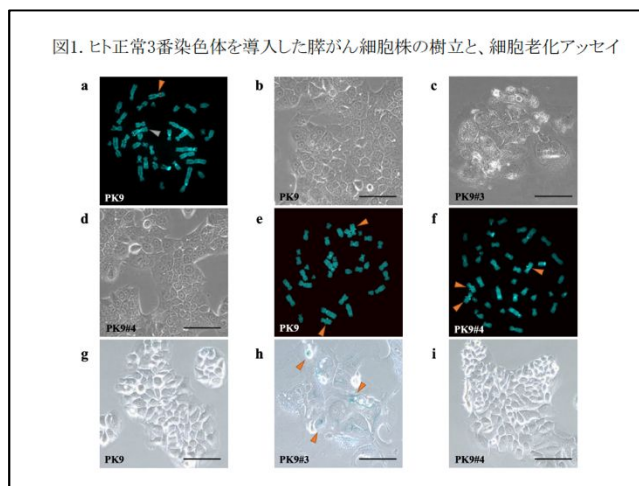 図1. ヒト正常3番染色体を導入した膵がん細胞株の樹立と、細胞老化アッセイ
a
b
c
PK9
PK9
PK9#3
d
e
f
PK9#4
PK9
PK9#4
g
h
i
PK9
PK9#3
PK9#4